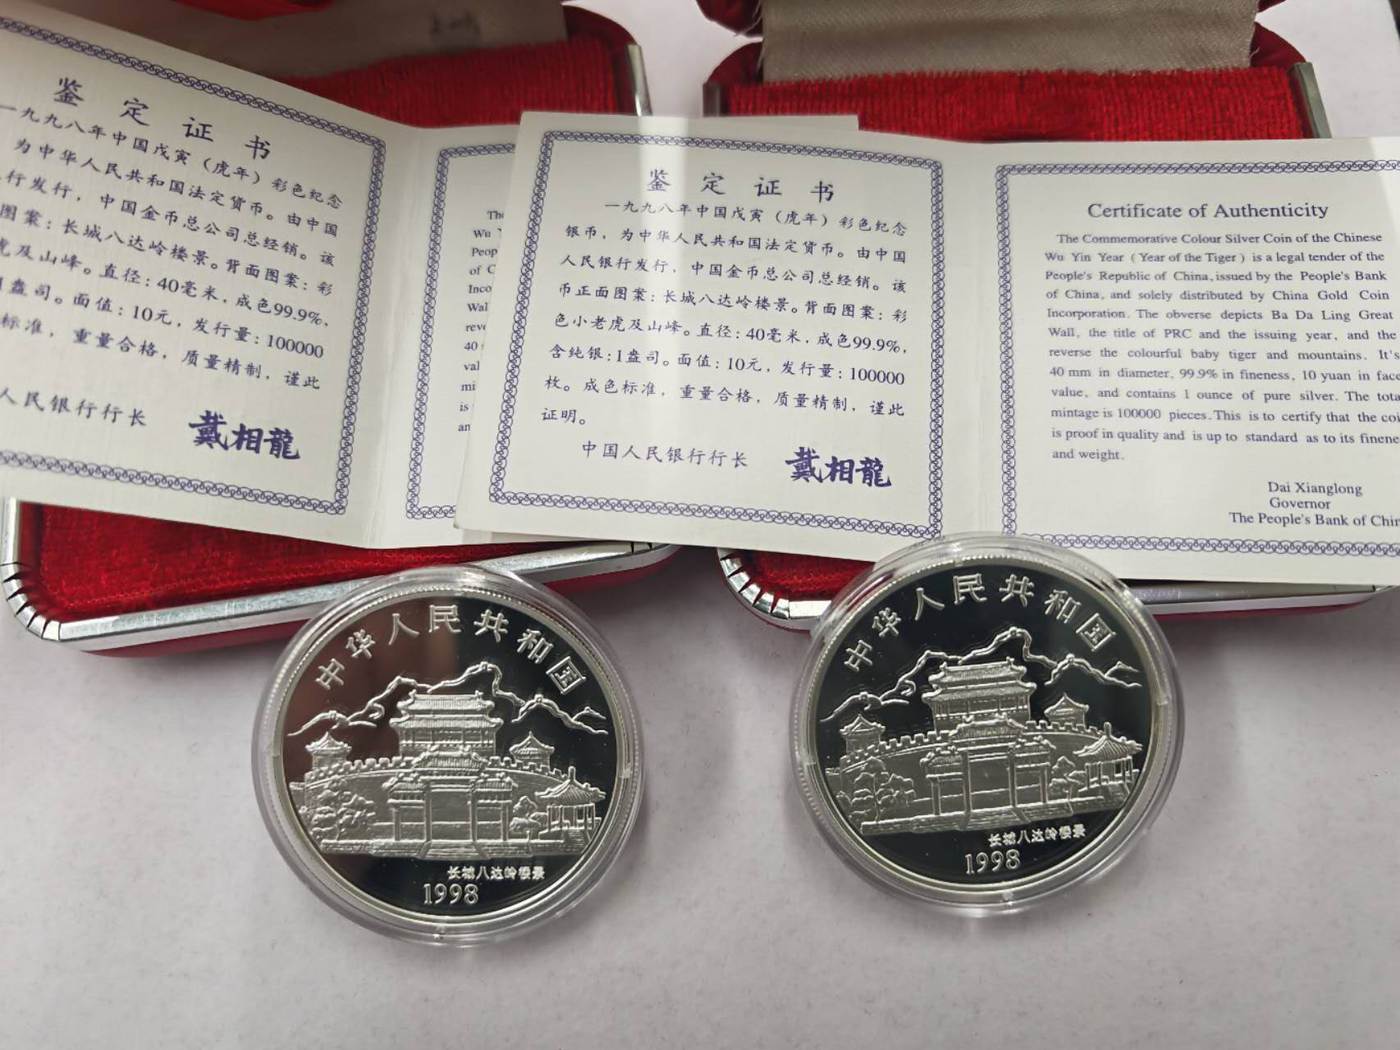 鉴定证书
一九九八年中国戊寅(虎年)彩色纪念
为中华人民共和国法定货币。由中国
行发行,中国金币总公司总经销。该
图案:长城八达岭楼景。背面图案:彩
虎及山峰。直径:40毫米,成色99.9%,
盎司。面值:10元,发行量:100000
标准,重量合格,质量精制,谨此
人民银行行长
戴相龍
Wu
Peop
of C
Inco
Wall
reve
40
val
mi
is
an
鉴定证书
一九九八年中国戊寅(虎年)彩色纪念
银币,为中华人民共和国法定货币。由中国
人民银行发行,中国金币总公司总经销。该
币正面图案:长城八达岭楼景。背面图案:彩
色小老虎及山峰。直径:40毫米,成色99.9%,
含纯银:1盎司。面值:10元,发行量:100000
枚。成色标准,重量合格,质量精制,谨此
证明。
中国人民银行行长
戴相龍
Certificate of Authenticity
The Commemorative Colour Silver Coin of the Chinese
Wu Yin Year (Year of the Tiger) is a legal tender of the
People's Republic of China, issued by the People's Bank
of China, and solely distributed by China Gold Coin
Incorporation. The obverse depicts Ba Da Ling Great
Wall, the title of PRC and the issuing year, and the
reverse the colourful baby tiger and mountains. It's
40 mm in diameter, 99.9% in fineness, 10 yuan in face
value, and contains 1 ounce of pure silver. The total
mintage is 100000 pieces. This is to certify that the coi
is proof in quality and is up to standard as to its finene
and weight.
Dai Xianglong
Governor
The People's Bank of Chin
中华人民共和国
长城八达岭楼景
1998
中华人民共和国
长城八达岭楼景
1998